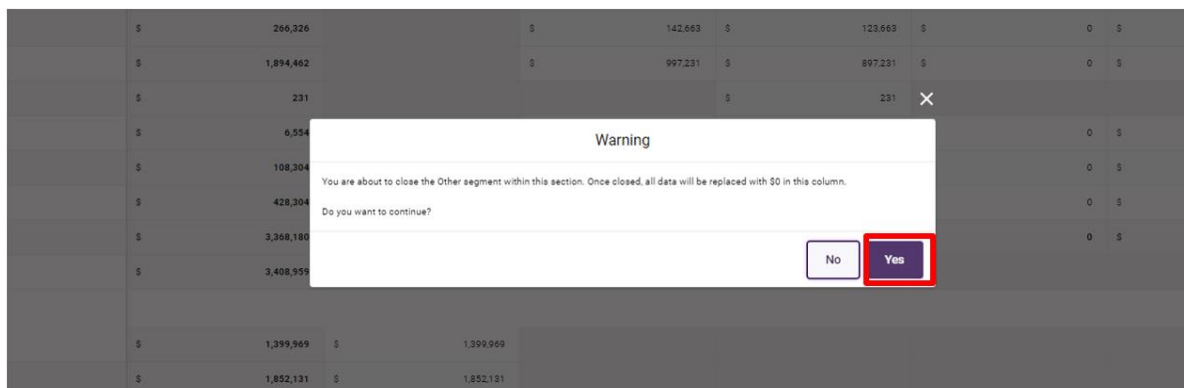 $ 266,326 $ 142,663 $ 123,663 $ 0 $
$ 1,894,462 $ 997,231 $ 897,231 $ 0 $
$ 231 $ 231
$ 6,554 0 $
Warning
$ 108,304 0 $
You are about to close the Other segment within this section. Once closed, all data will be replaced with $0 in this column.
$ 428,304 0 $
Do you want to continue?
$ 3,368,180 0 $
No Yes
$ 3,408,959
$ 1,399,969 $ 1,399,969
$ 1,852,131 $ 1,852,131